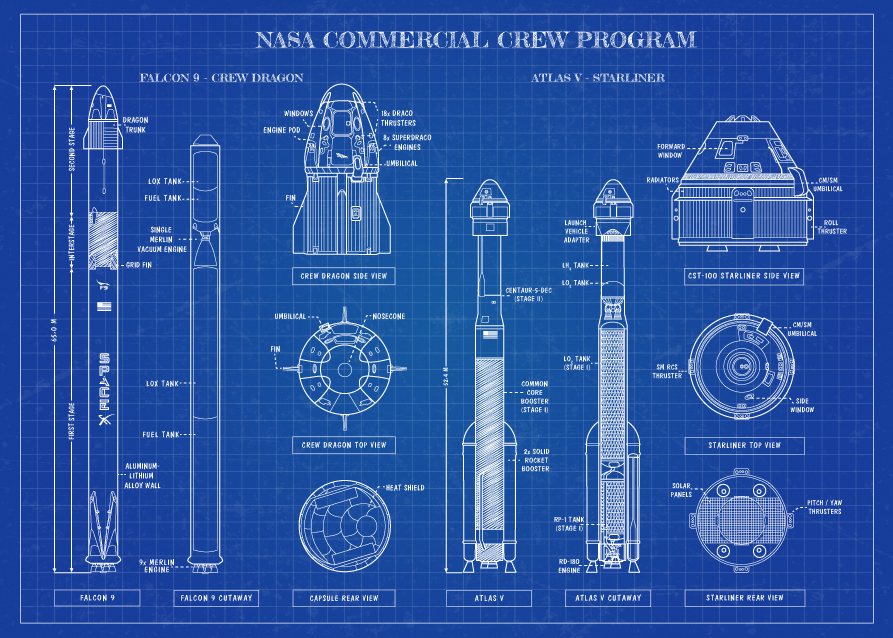 NASA COMMERCIAL CREW PROGRAM
FALCON 9 - CREW DRAGON
ATLAS V - STARLINER
DRAGON
TRUNK
SECOND STAGE
INTERSTAGE
FIRST STAGE
65.0 M
GRID FIN
SPACEX
ALUMINUM-
LITHIUM
ALLOY WALL
FALCON 9
LOX TANK
FUEL TANK
SINGLE
MERLIN
VACUUM ENGINE
LOX TANK
FUEL TANK
9x MERLIN
ENGINE
FALCON 9 CUTAWAY
WINDOWS
ENGINE POD
18x DRACO
THRUSTERS
8x SUPERDRACO
ENGINES
UMBILICAL
FIN
CREW DRAGON SIDE VIEW
UMBILICAL
NOSECONE
FIN
CREW DRAGON TOP VIEW
HEAT SHIELD
CAPSULE REAR VIEW
52.4 M
CENTAUR-5-DEC
(STAGE II)
COMMON
CORE
BOOSTER
(STAGE I)
2x SOLID
ROCKET
BOOSTER
ATLAS V
LAUNCH
VEHICLE
ADAPTER
LH₂ TANK
LO₂ TANK
LO₂ TANK
(STAGE I)
RP-1 TANK
(STAGE I)
RD-180
ENGINE
ATLAS V CUTAWAY
FORWARD
WINDOW
RADIATORS
CM/SM
UMBILICAL
ROLL
THRUSTER
CST-100 STARLINER SIDE VIEW
CM/SM
UMBILICAL
SM RCS
THRUSTER
SIDE
WINDOW
STARLINER TOP VIEW
SOLAR
PANELS
PITCH / YAW
THRUSTERS
STARLINER REAR VIEW